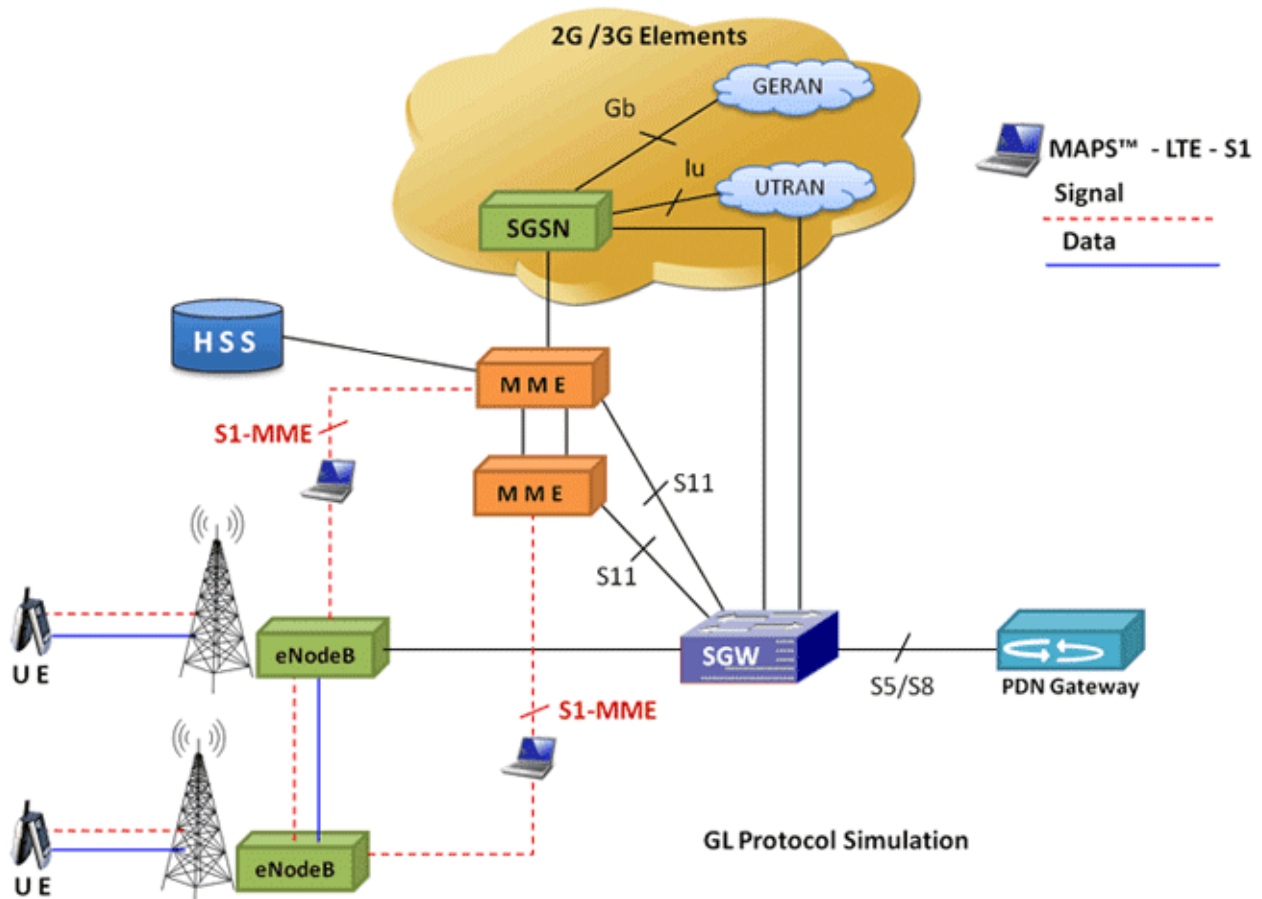 2G /3G Elements
GERAN
Gb
MAPS™ - LTE - S1
Iu
UTRAN
Signal
SGSN
Data
H S S
M M E
S1-MME
M M E
S11
S11
eNodeB
SGW
U E
S5/S8
PDN Gateway
S1-MME
GL Protocol Simulation
eNodeB
U E